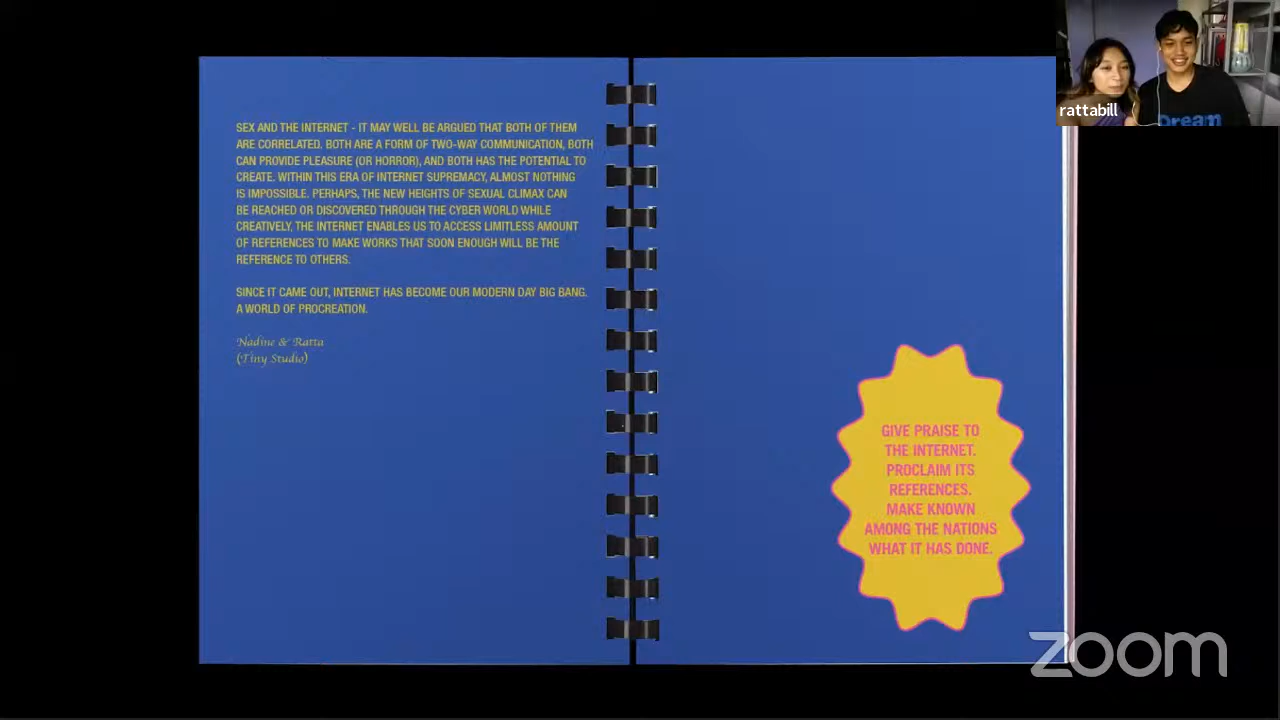 SEX AND THE INTERNET - IT MAY WELL BE ARGUED THAT BOTH OF THEM
ARE CORRELATED. BOTH ARE A FORM OF TWO-WAY COMMUNICATION, BOTH
CAN PROVIDE PLEASURE (OR HORROR), AND BOTH HAS THE POTENTIAL TO
CREATE. WITHIN THIS ERA OF INTERNET SUPREMACY, ALMOST NOTHING
IS IMPOSSIBLE. PERHAPS, THE NEW HEIGHTS OF SEXUAL CLIMAX CAN
BE REACHED OR DISCOVERED THROUGH THE CYBER WORLD WHILE
CREATIVELY, THE INTERNET ENABLES US TO ACCESS LIMITLESS AMOUNT
OF REFERENCES TO MAKE WORKS THAT SOON ENOUGH WILL BE THE
REFERENCE TO OTHERS.
SINCE IT CAME OUT, INTERNET HAS BECOME OUR MODERN DAY BIG BANG.
A WORLD OF PROCREATION.
Nadine & Ratta
(Tiny Studio)
GIVE PRAISE TO
THE INTERNET.
PROCLAIM ITS
REFERENCES.
MAKE KNOWN
AMONG THE NATIONS
WHAT IT HAS DONE.
rattabill
Dream
zoom